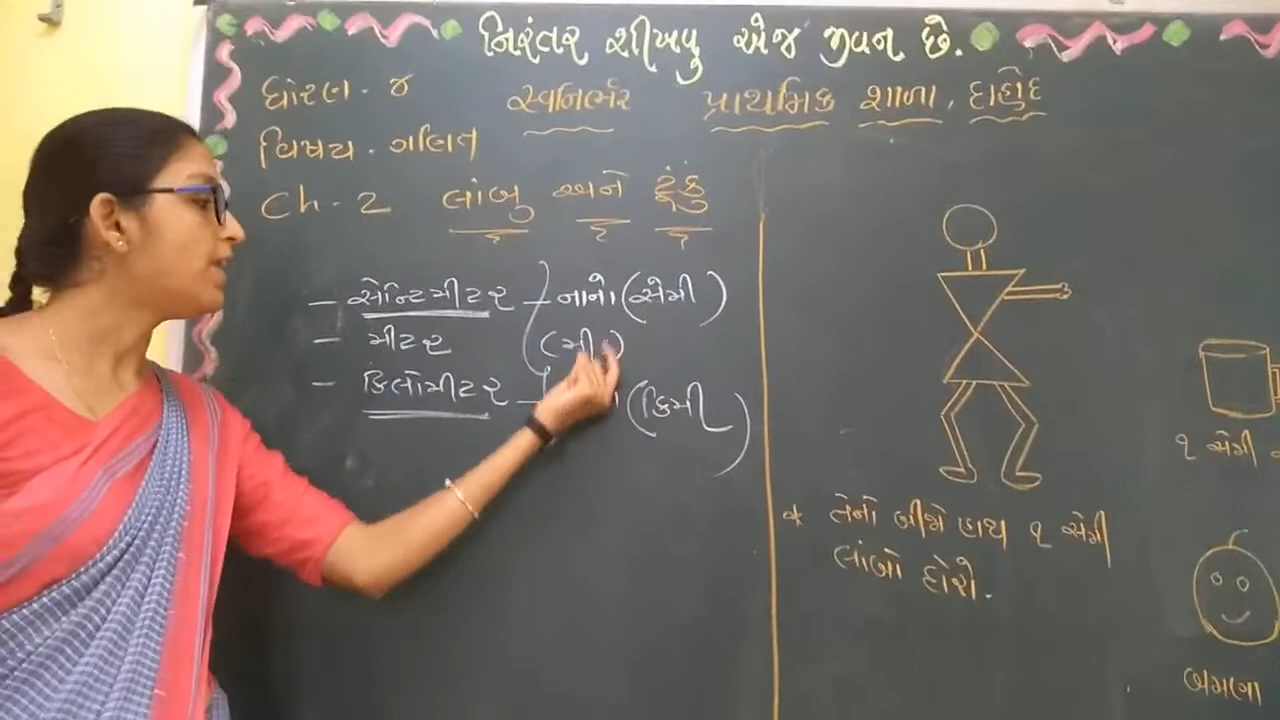 નિરંતર શીખવુ એજ જીવન છે.
ધોરણ. ૪ સ્વનિર્ભર પ્રાથમિક શાળા, દાહોદ
વિષય. ગણિત
Ch. 2 લાંબુ અને ટૂંકુ
- સેન્ટિમીટર - નાનો (સેમી)
- મીટર (મી)
- કિલોમીટર - (કિમી)
* તેનો બીજો હાથ ૧ સેમી
લાંબો દોરો.
૧ સેમી
બમણા